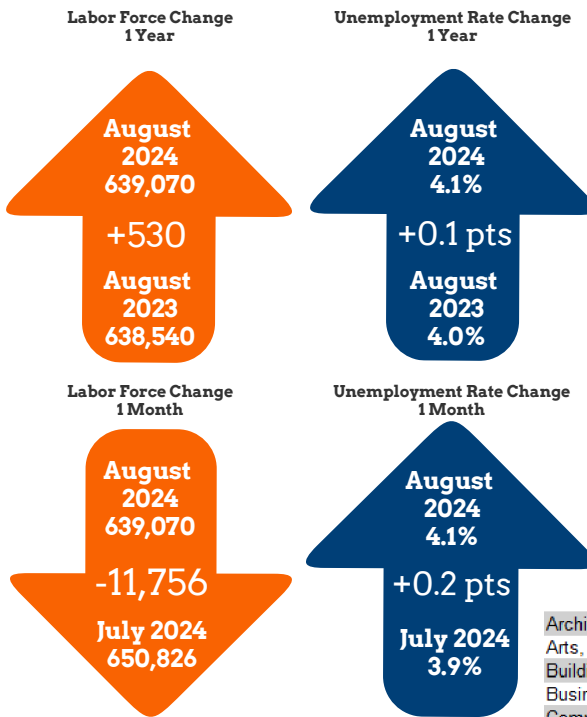 Labor Force Change
1 Year
August
2024
639,070
+530
August
2023
638,540
Unemployment Rate Change
1 Year
August
2024
4.1%
+0.1 pts
August
2023
4.0%
Labor Force Change
1 Month
August
2024
639,070
-11,756
July 2024
650,826
Unemployment Rate Change
1 Month
August
2024
4.1%
+0.2 pts
July 2024
3.9%
Archi
Arts,
Build
Busin